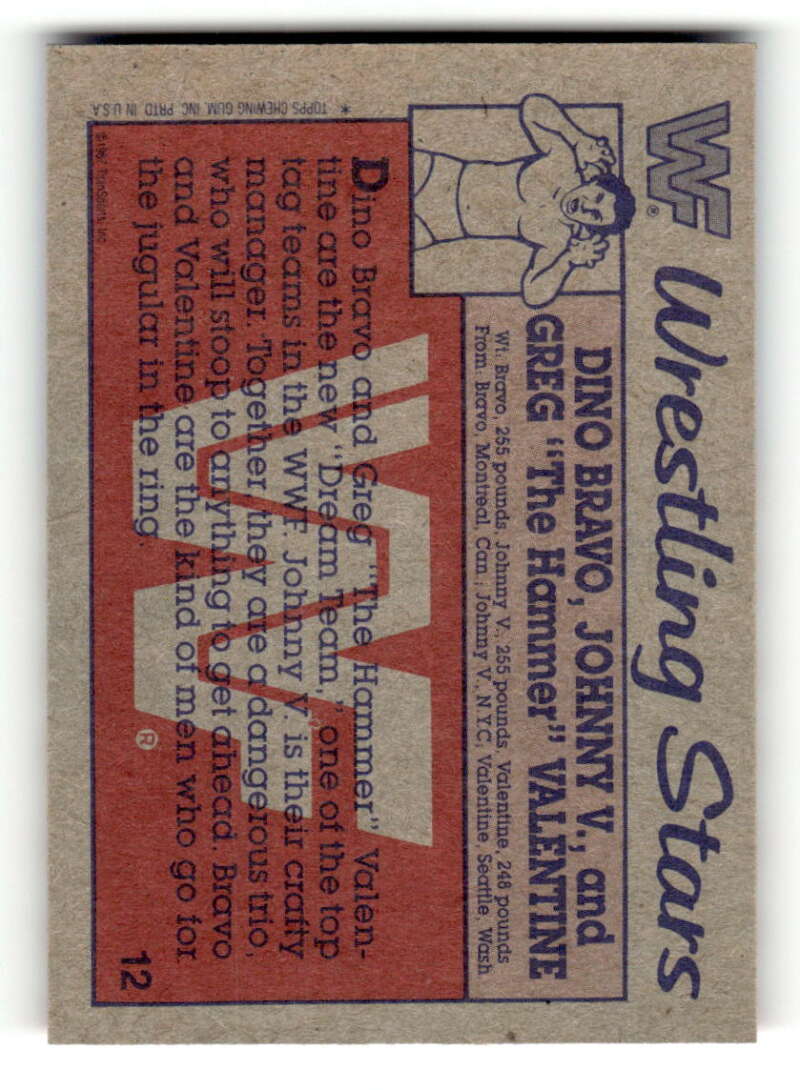 WF® Wrestling Stars
DINO BRAVO, JOHNNY V., and
GREG "The Hammer" VALENTINE
Wt. Bravo, 255 pounds, Johnny V., 255 pounds, Valentine, 248 pounds
From: Bravo, Montreal, Can.; Johnny V., N.Y.C.; Valentine, Seattle, Wash.
Dino Bravo and Greg "The Hammer" Valen-
tine are the new "Dream Team," one of the top
tag teams in the WWF. Johnny V. is their crafty
manager. Together, they are a dangerous trio,
who will stoop to anything to get ahead. Bravo
and Valentine are the kind of men who go for
the jugular in the ring.
®
12
* TOPPS CHEWING GUM, INC. PRTD. IN U.S.A.
©1987 TitanSports, Inc.